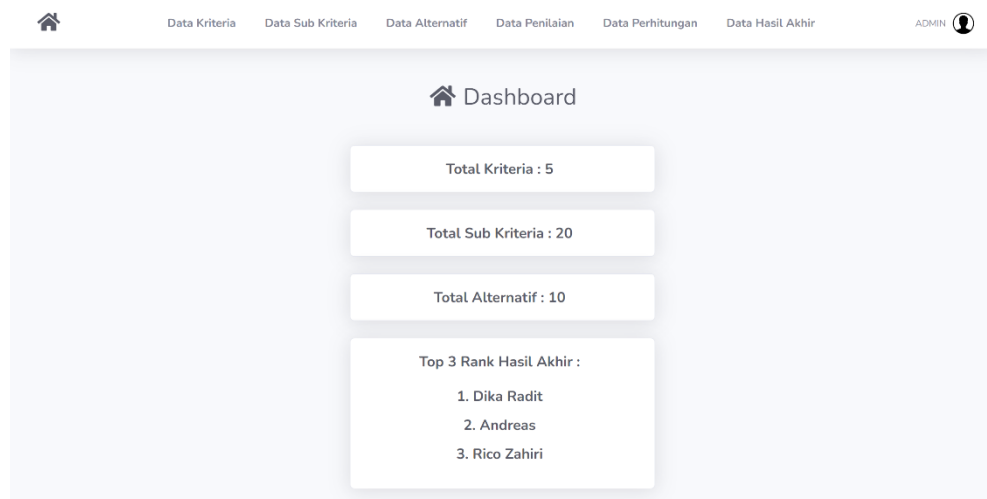 Data Kriteria Data Sub Kriteria Data Alternatif Data Penilaian Data Perhitungan Data Hasil Akhir ADMIN
Dashboard
Total Kriteria : 5
Total Sub Kriteria : 20
Total Alternatif : 10
Top 3 Rank Hasil Akhir :
1. Dika Radit
2. Andreas
3. Rico Zahiri